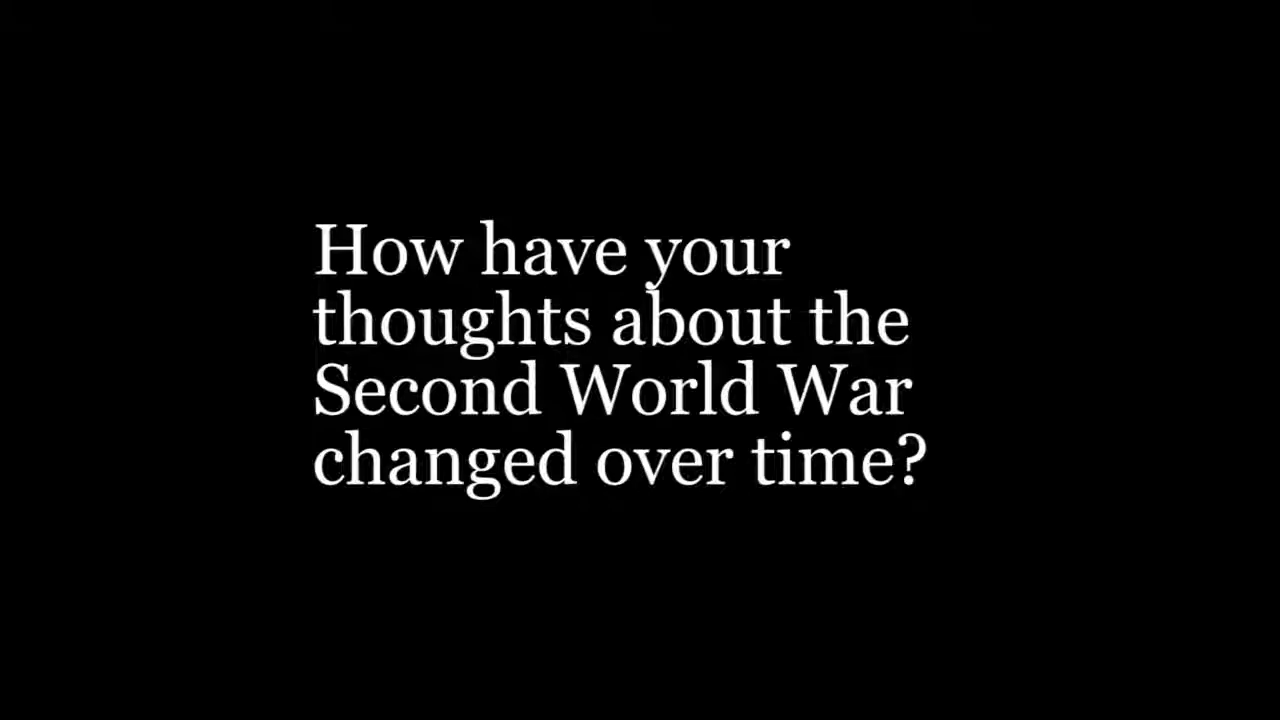 How have your
thoughts about the
Second World War
changed over time?